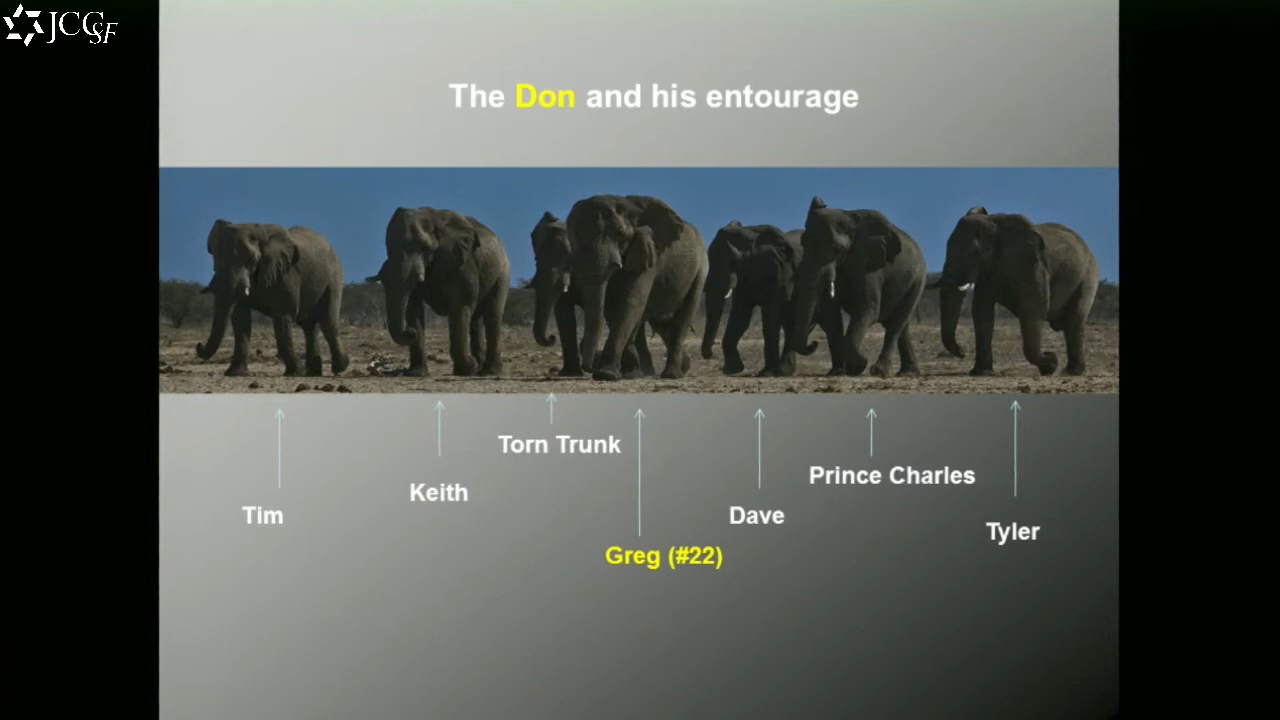 JCCSF
The Don and his entourage
Torn Trunk
Prince Charles
Keith
Tim
Dave
Tyler
Greg (#22)